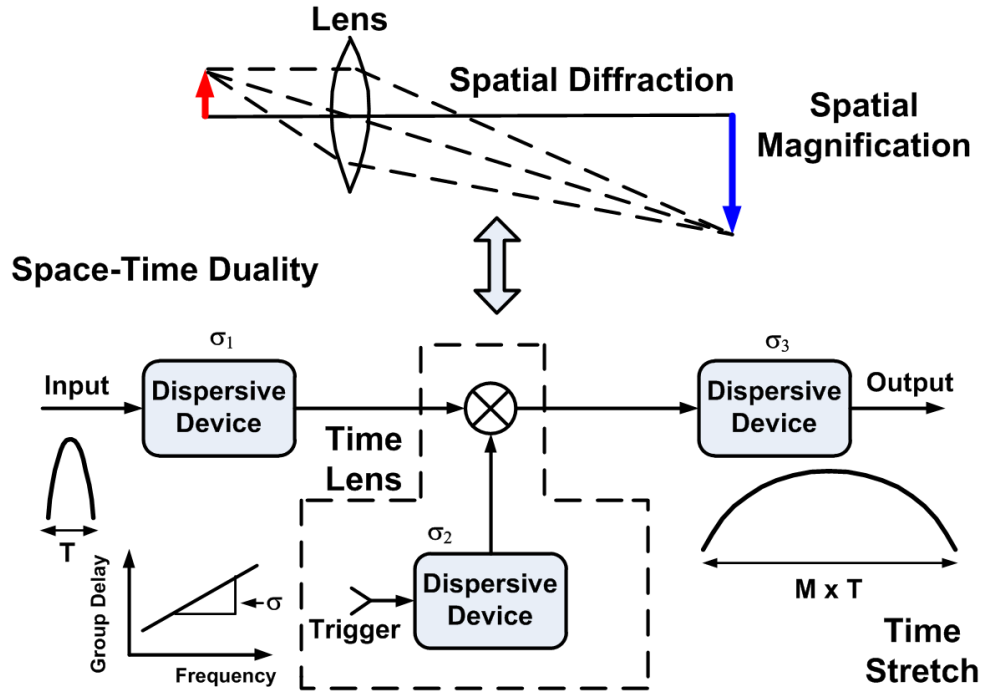 Lens
Spatial Diffraction
Spatial
Magnification
Space-Time Duality
σ1
σ3
Input
Dispersive
Device
Time
Lens
Dispersive
Device
Output
T
σ2
M x T
Group Delay
σ
Frequency
Trigger
Dispersive
Device
Time
Stretch